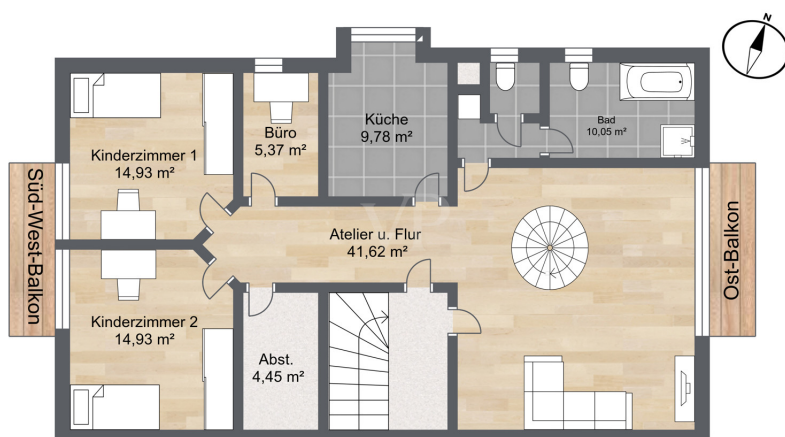 N
Küche
9,78 m²
Büro
5,37 m²
Bad
10,05 m²
Kinderzimmer 1
14,93 m²
Süd-West-Balkon
Atelier u. Flur
41,62 m²
Ost-Balkon
Kinderzimmer 2
14,93 m²
Abst.
4,45 m²